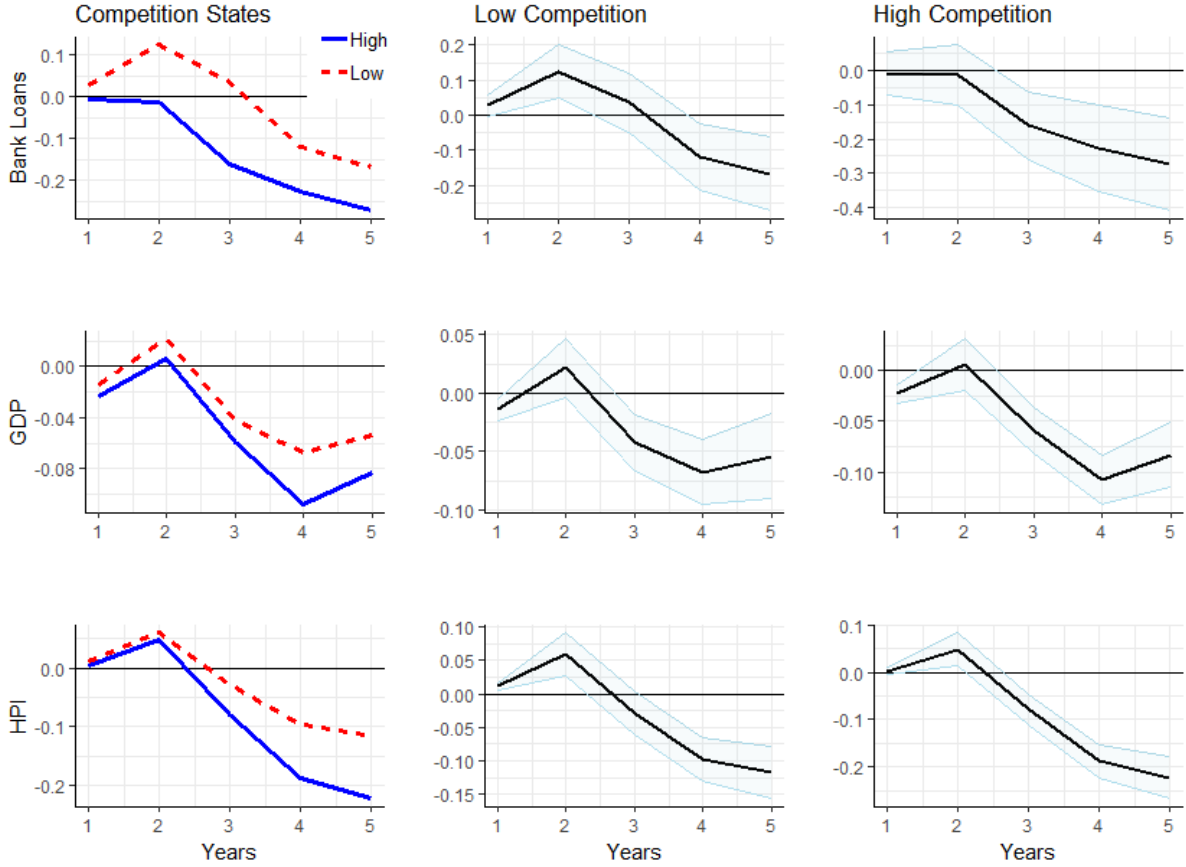 Competition States
Low Competition
High Competition
High
Low
Bank Loans
0.1
0.0
-0.1
-0.2
1 2 3 4 5
0.2
0.1
0.0
-0.1
-0.2
1 2 3 4 5
0.0
-0.1
-0.2
-0.3
-0.4
1 2 3 4 5
GDP
0.00
-0.04
-0.08
1 2 3 4 5
0.05
0.00
-0.05
-0.10
1 2 3 4 5
0.00
-0.05
-0.10
1 2 3 4 5
HPI
0.0
-0.1
-0.2
1 2 3 4 5
Years
0.10
0.05
0.00
-0.05
-0.10
-0.15
1 2 3 4 5
Years
0.1
0.0
-0.1
-0.2
1 2 3 4 5
Years